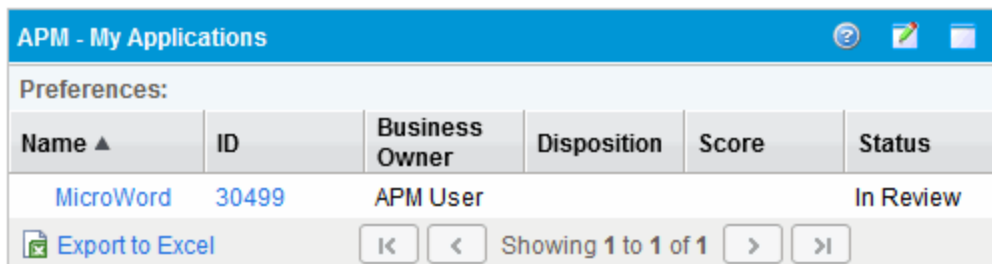 APM - My Applications
Preferences:
Name ID Business Owner Disposition Score Status
MicroWord 30499 APM User In Review
Export to Excel Showing 1 to 1 of 1